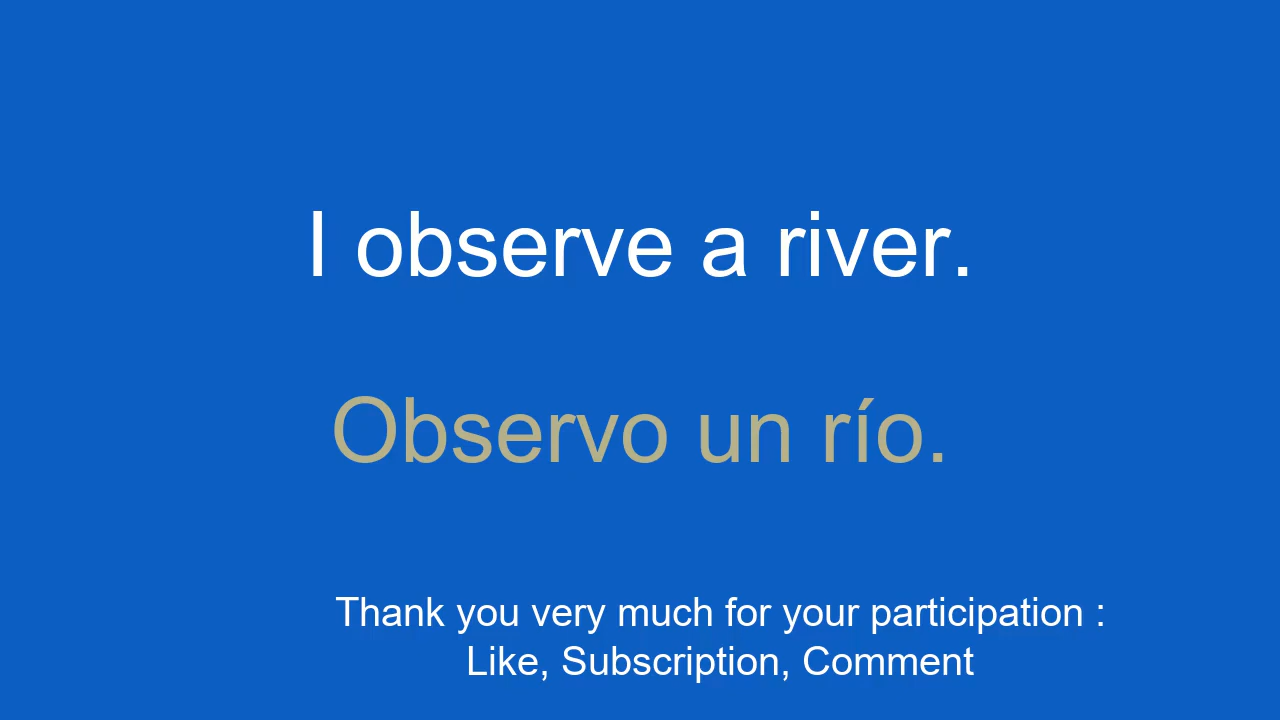 I observe a river.
Observo un río.
Thank you very much for your participation :
Like, Subscription, Comment